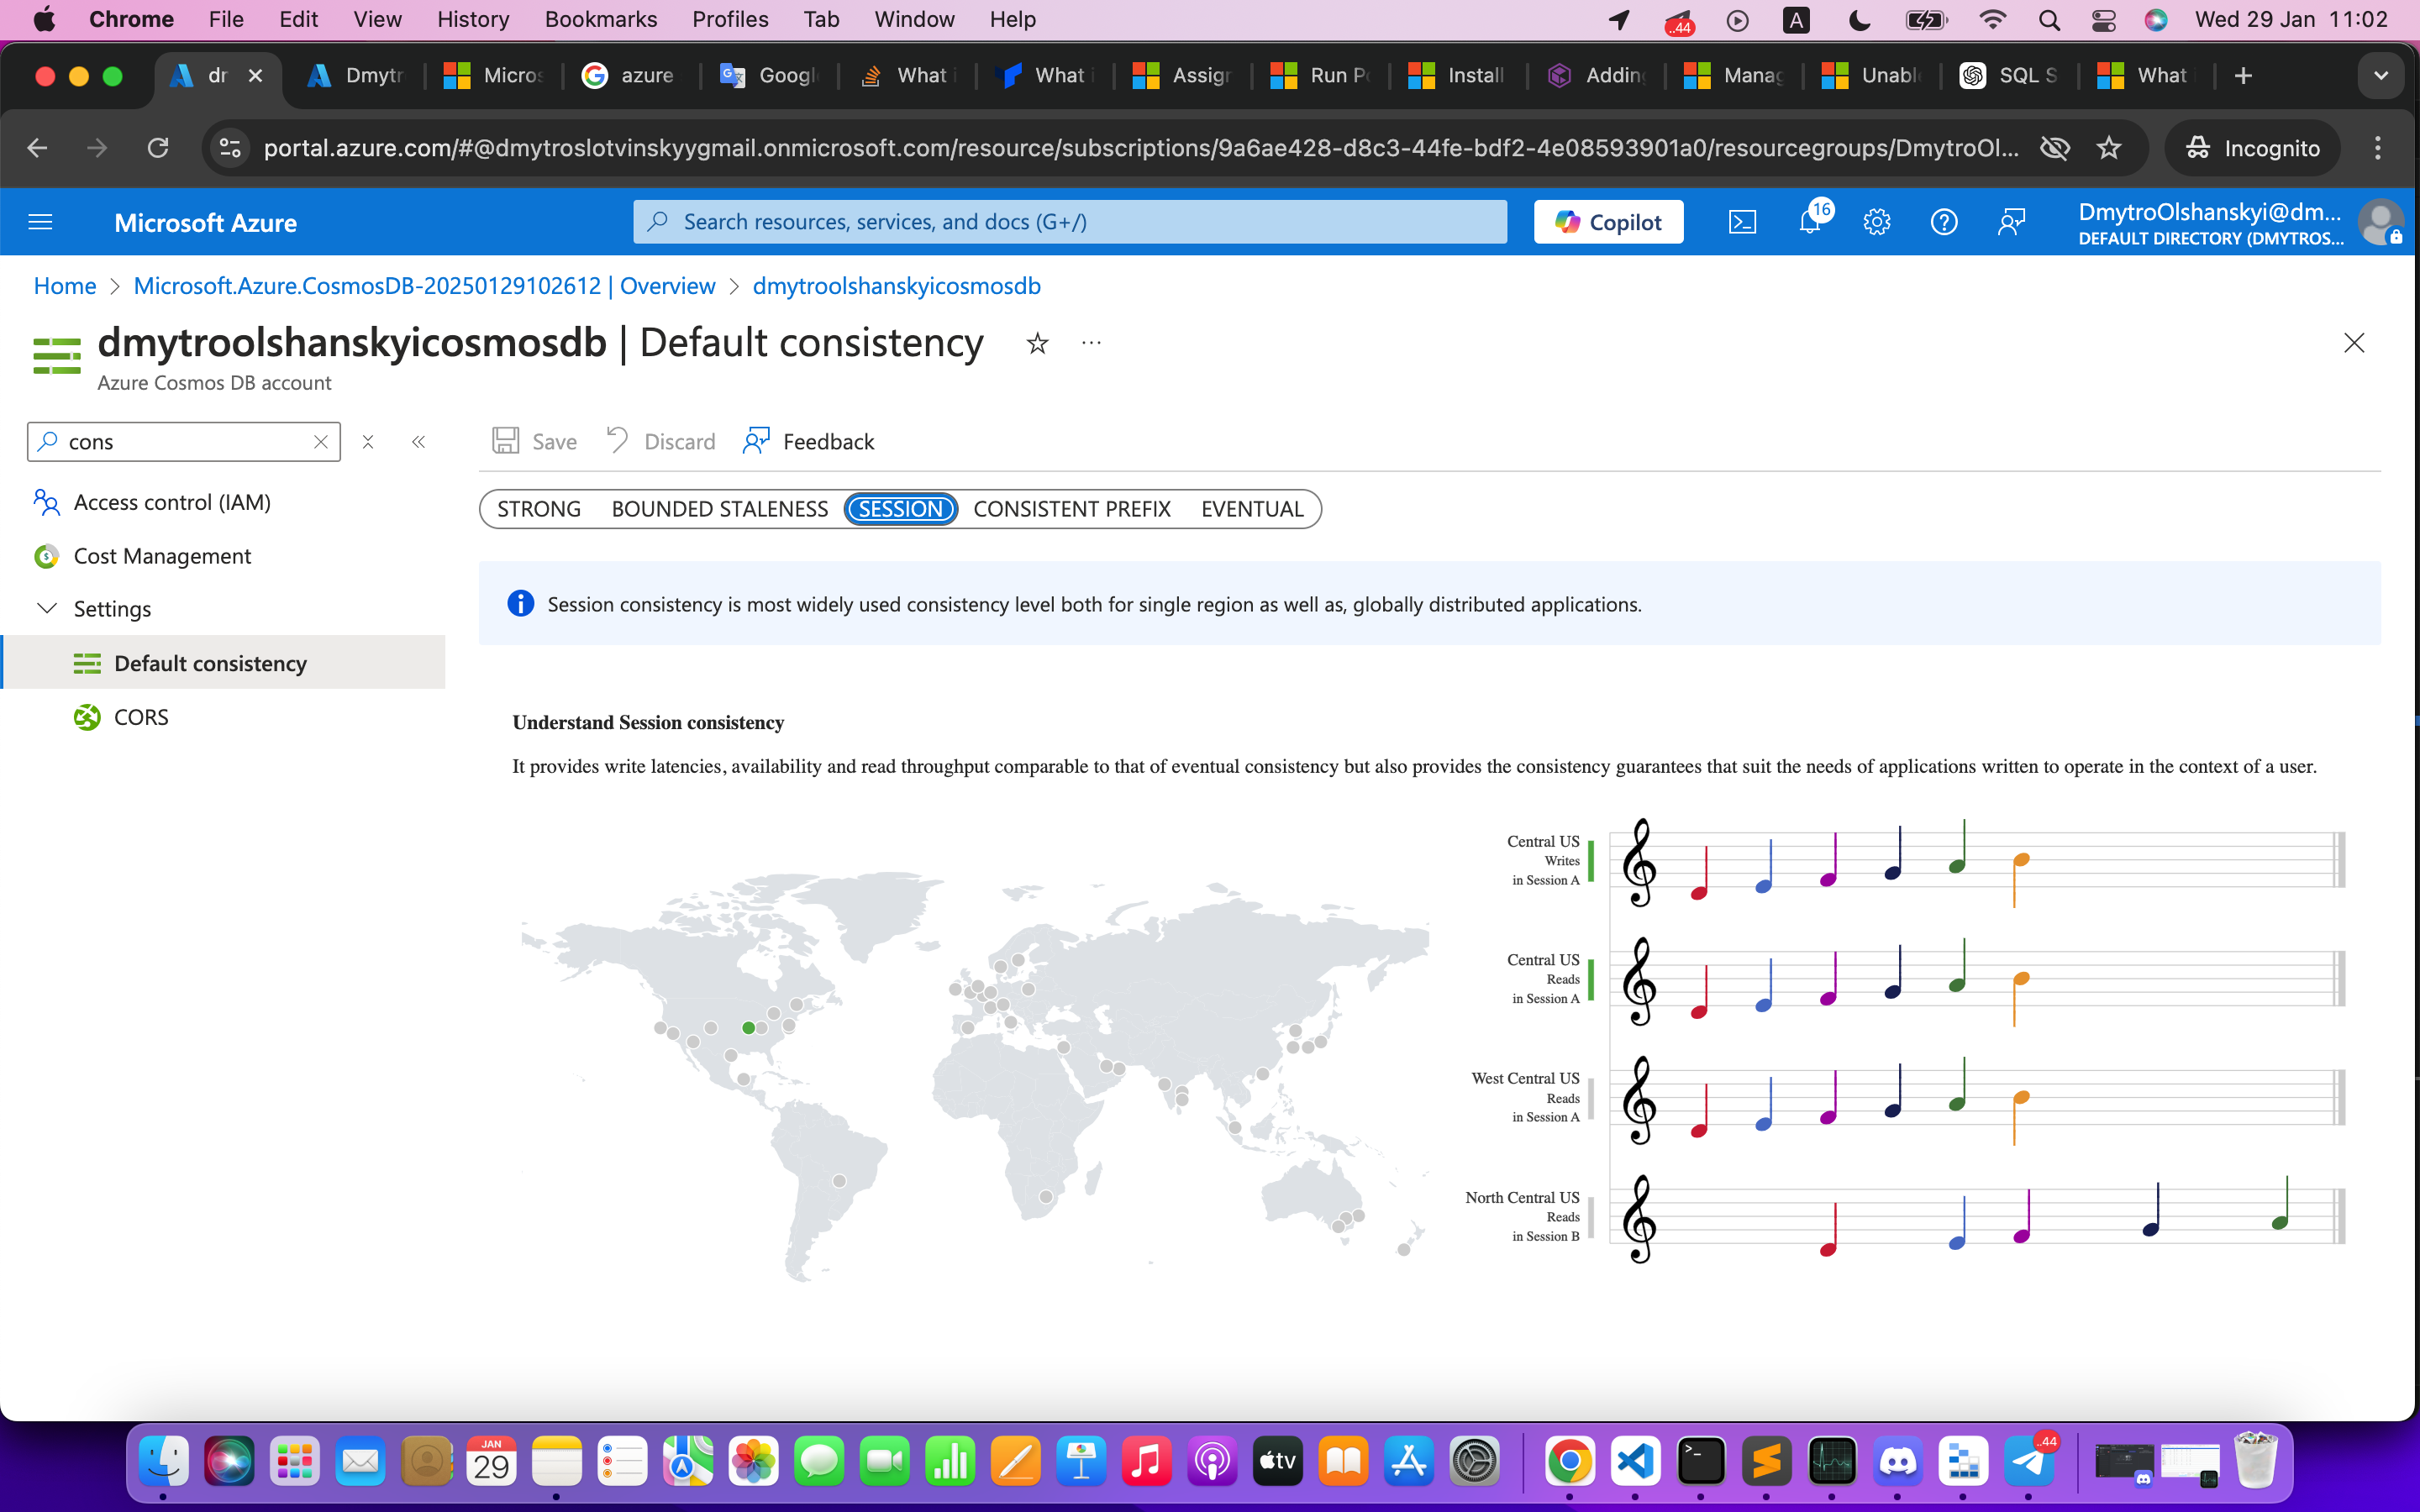 Chrome File Edit View History Bookmarks Profiles Tab Window Help ..44 A Wed 29 Jan 11:02
dr Dmytr Micros azure Googl What i What i Assign Run Po Install Adding Manag Unable SQL S What
portal.azure.com/#@dmytroslotvinskyygmail.onmicrosoft.com/resource/subscriptions/9a6ae428-d8c3-44fe-bdf2-4e08593901a0/resourcegroups/DmytroOl... Incognito
Microsoft Azure Search resources, services, and docs (G+/) Copilot 16 DmytroOlshanskyi@dm...
DEFAULT DIRECTORY (DMYTROS...
Home > Microsoft.Azure.CosmosDB-20250129102612 | Overview > dmytroolshanskyicosmosdb
dmytroolshanskyicosmosdb | Default consistency
Azure Cosmos DB account
cons
Access control (IAM)
Cost Management
Settings
Default consistency
CORS
Save Discard Feedback
STRONG BOUNDED STALENESS SESSION CONSISTENT PREFIX EVENTUAL
Session consistency is most widely used consistency level both for single region as well as, globally distributed applications.
Understand Session consistency
It provides write latencies, availability and read throughput comparable to that of eventual consistency but also provides the consistency guarantees that suit the needs of applications written to operate in the context of a user.
Central US
Writes
in Session A
Central US
Reads
in Session A
West Central US
Reads
in Session A
North Central US
Reads
in Session B
JAN
29
tv
..44